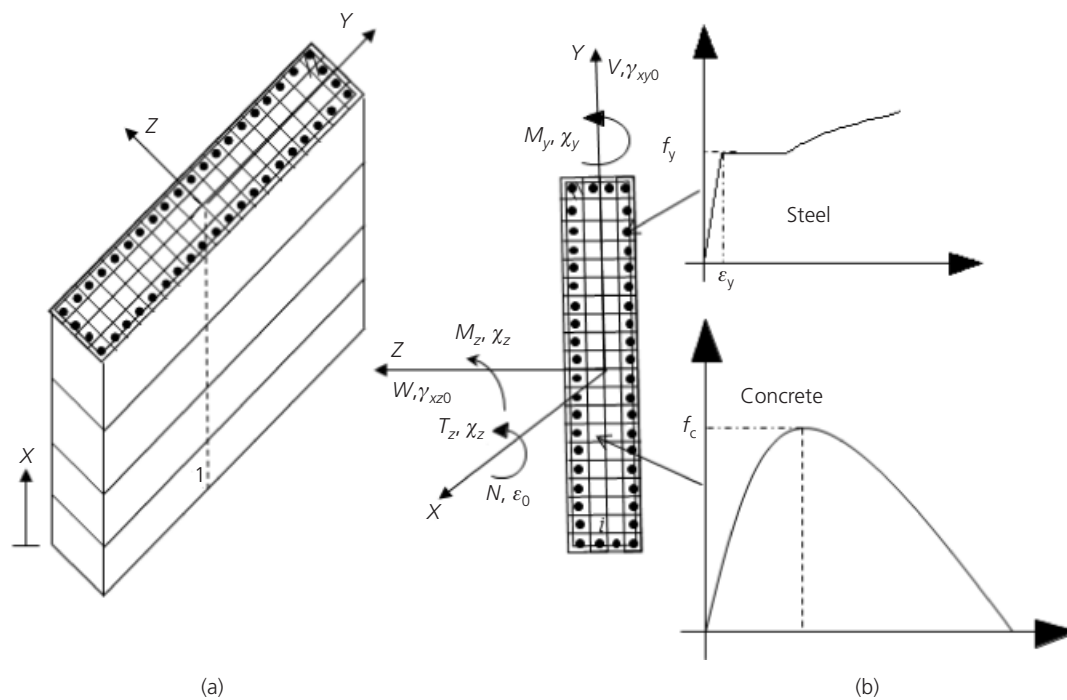 Y
Z
X
1
(a)
Y
V,γxy0
My, χy
Mz, χz
Z
W,γxz0
Tz, χz
N, ε0
X
i
fy
Steel
εy
Concrete
fc
(b)